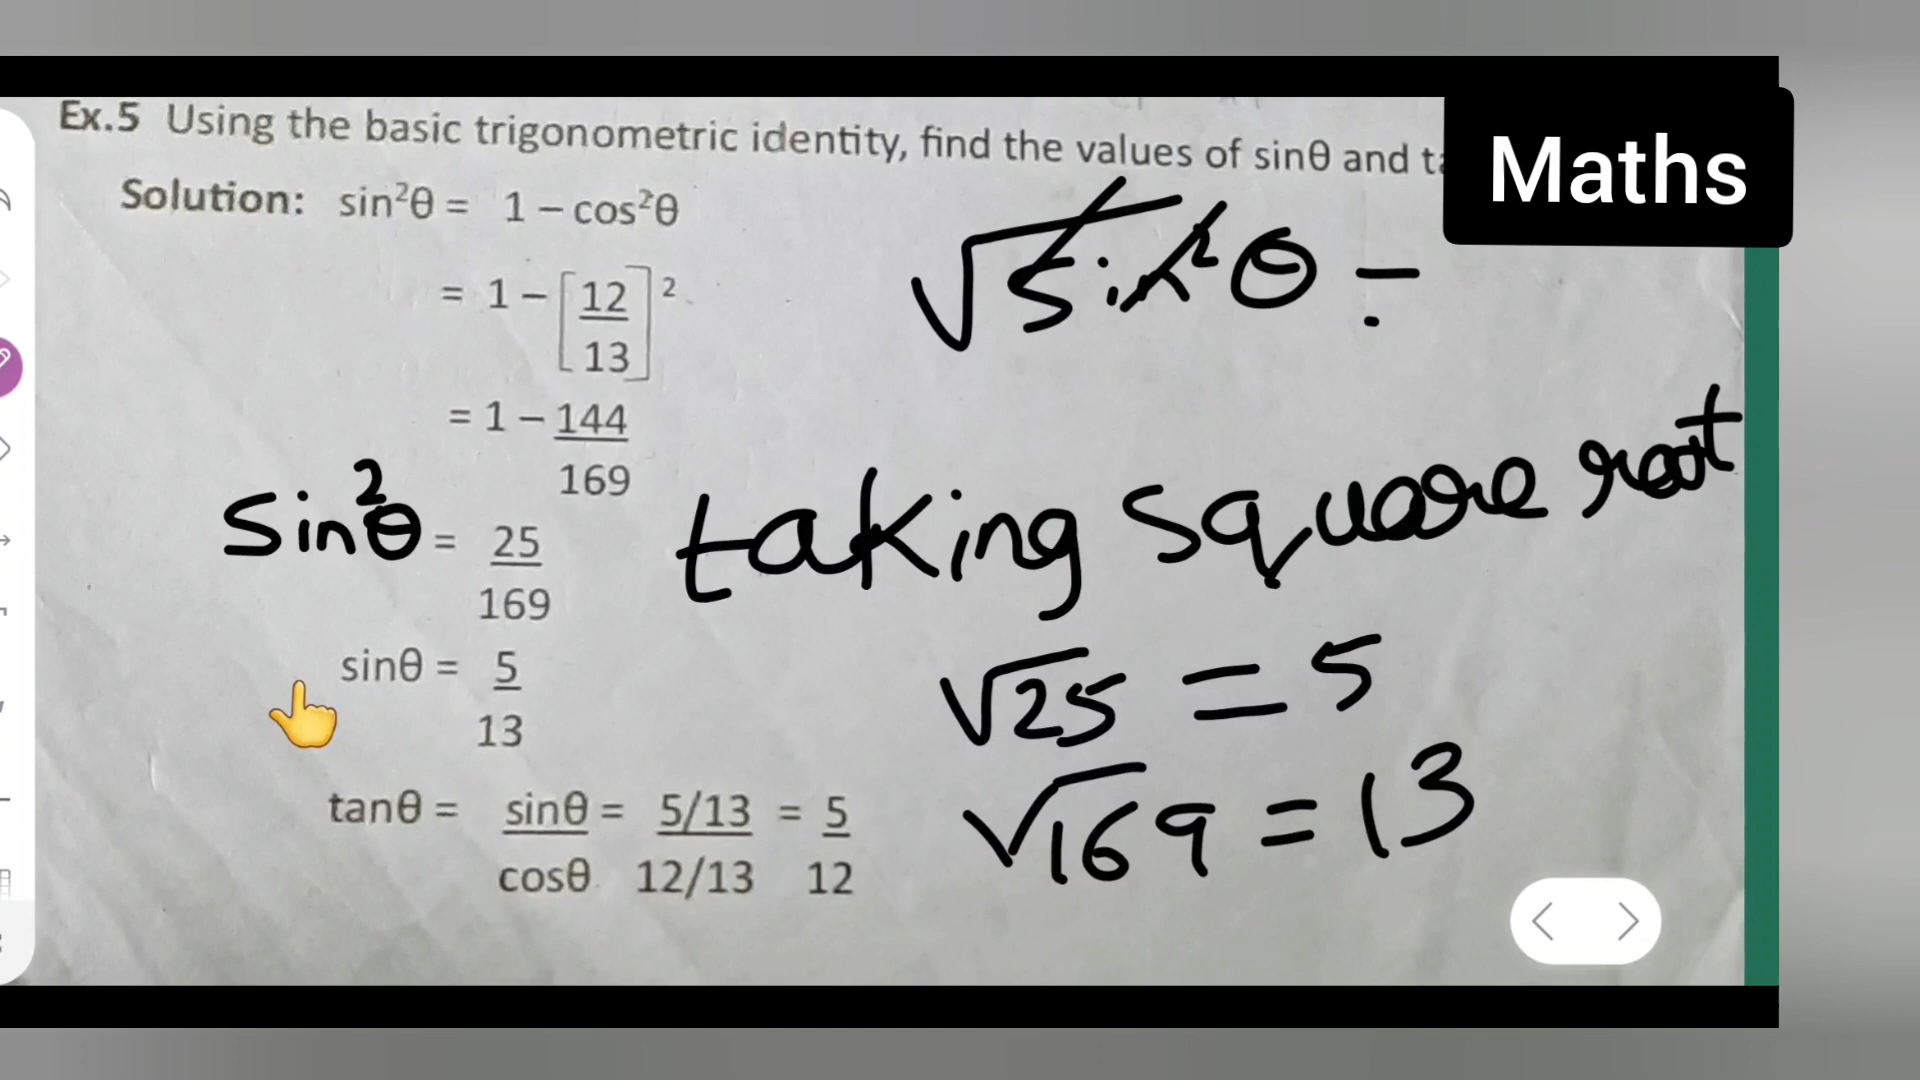 Maths
Ex.5 Using the basic trigonometric identity, find the values of sinθ and
Solution: sin²θ = 1 – cos²θ
√sin²θ =
= 1 – [12/13]²
= 1 – 144/169
sin²θ = 25/169
taking square root
√25 = 5
sinθ = 5/13
√169 = 13
tanθ = sinθ/cosθ = 5/13/12/13 = 5/12